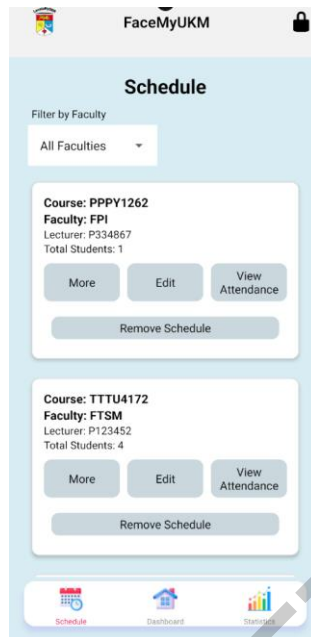 FaceMyUKM
Schedule
Filter by Faculty
All Faculties
Course: PPPY1262
Faculty: FPI
Lecturer: P334867
Total Students: 1
More
Edit
View
Attendance
Remove Schedule
Course: TTTU4172
Faculty: FTSM
Lecturer: P123452
Total Students: 4
More
Edit
View
Attendance
Remove Schedule
Schedule
Dashboard
Statistics